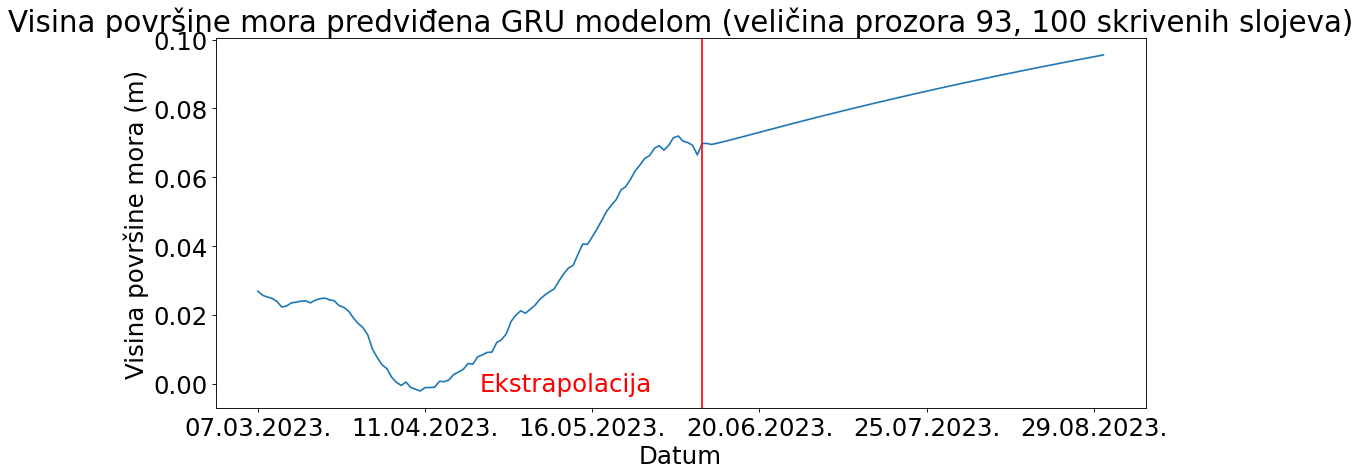 Visina površine mora predviđena GRU modelom (veličina prozora 93, 100 skrivenih slojeva)
Visina površine mora (m)
0.10
0.08
0.06
0.04
0.02
0.00
Ekstrapolacija
07.03.2023. 11.04.2023. 16.05.2023. 20.06.2023. 25.07.2023. 29.08.2023.
Datum